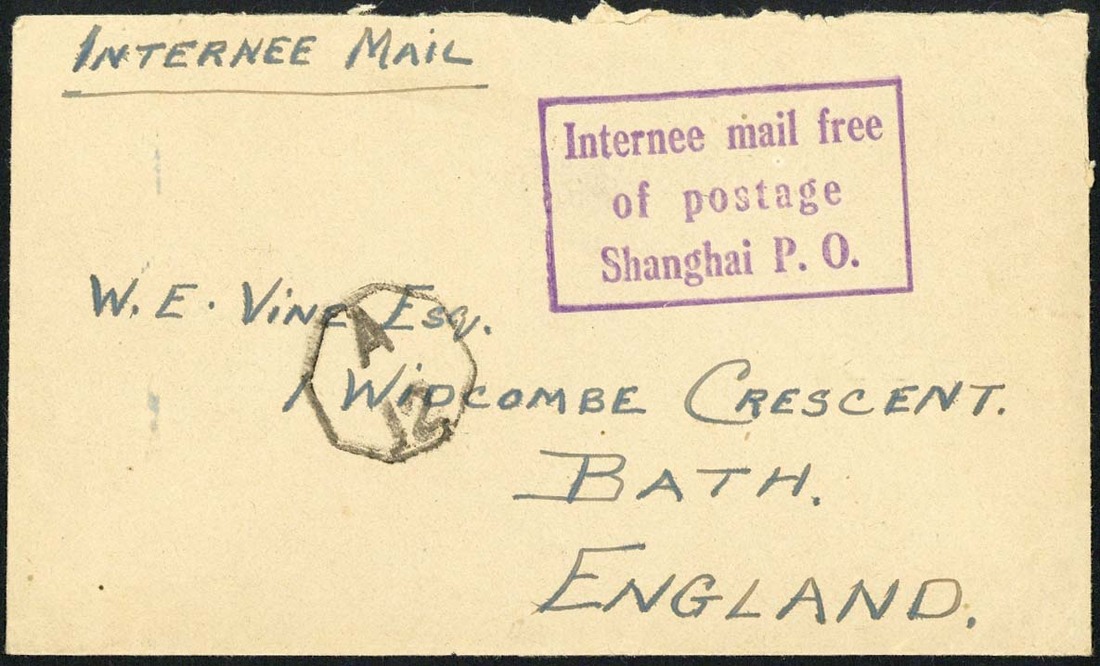 INTERNEE MAIL
Internee mail free
of postage
Shanghai P. O.
W. E. VINE ESQ.
A
12
1 WIDCOMBE CRESCENT.
BATH.
ENGLAND.